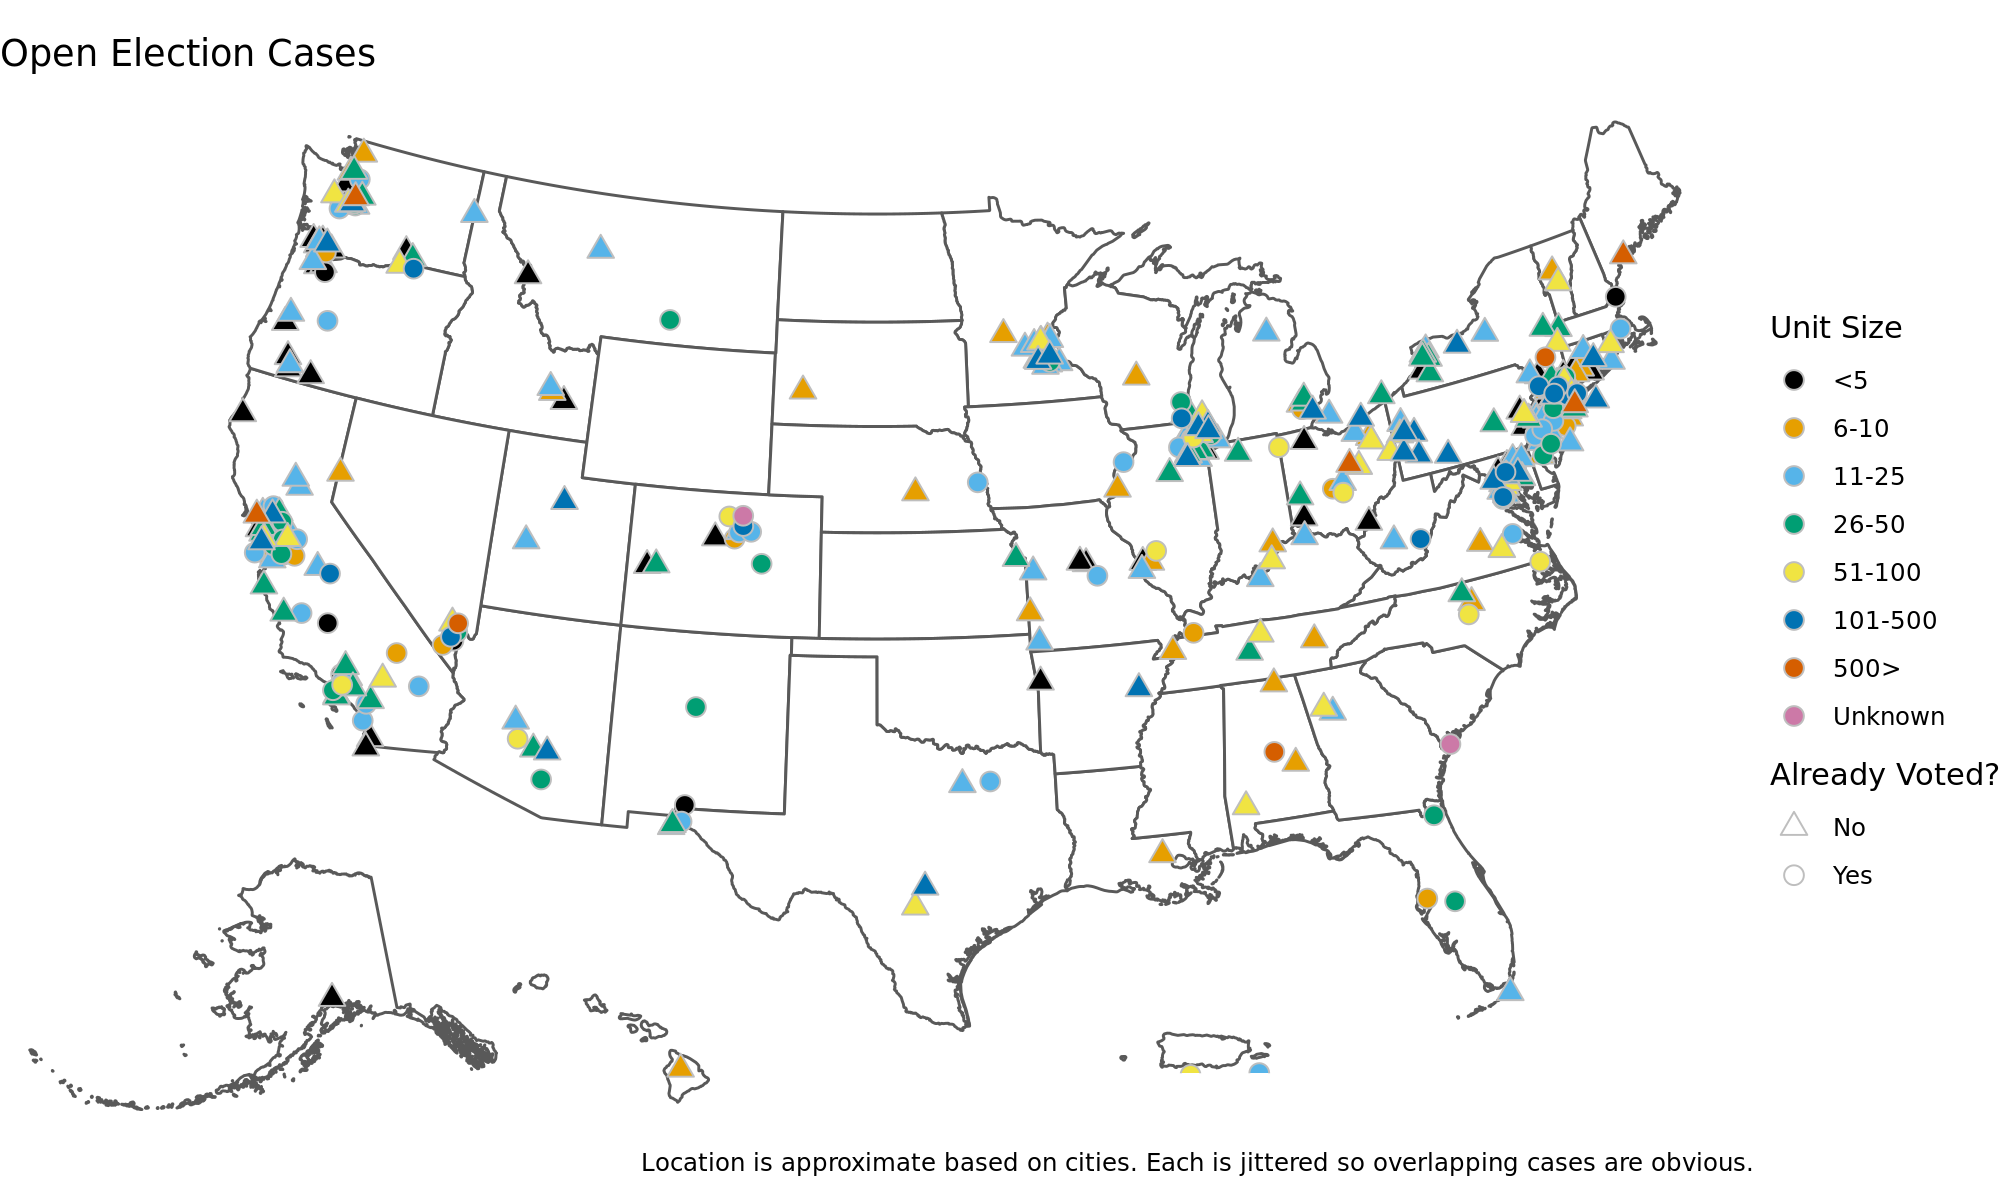 Open Election Cases
Unit Size
<5
6-10
11-25
26-50
51-100
101-500
500>
Unknown
Already Voted?
No
Yes
Location is approximate based on cities. Each is jittered so overlapping cases are obvious.